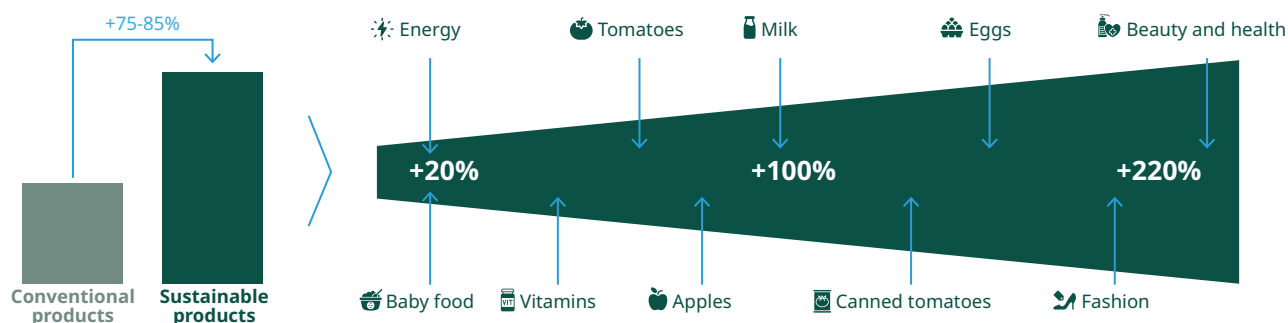 +75-85%
Conventional
products
Sustainable
products
Energy
Tomatoes
Milk
Eggs
Beauty and health
+20%
+100%
+220%
Baby food
VIT
Vitamins
Apples
Canned tomatoes
Fashion